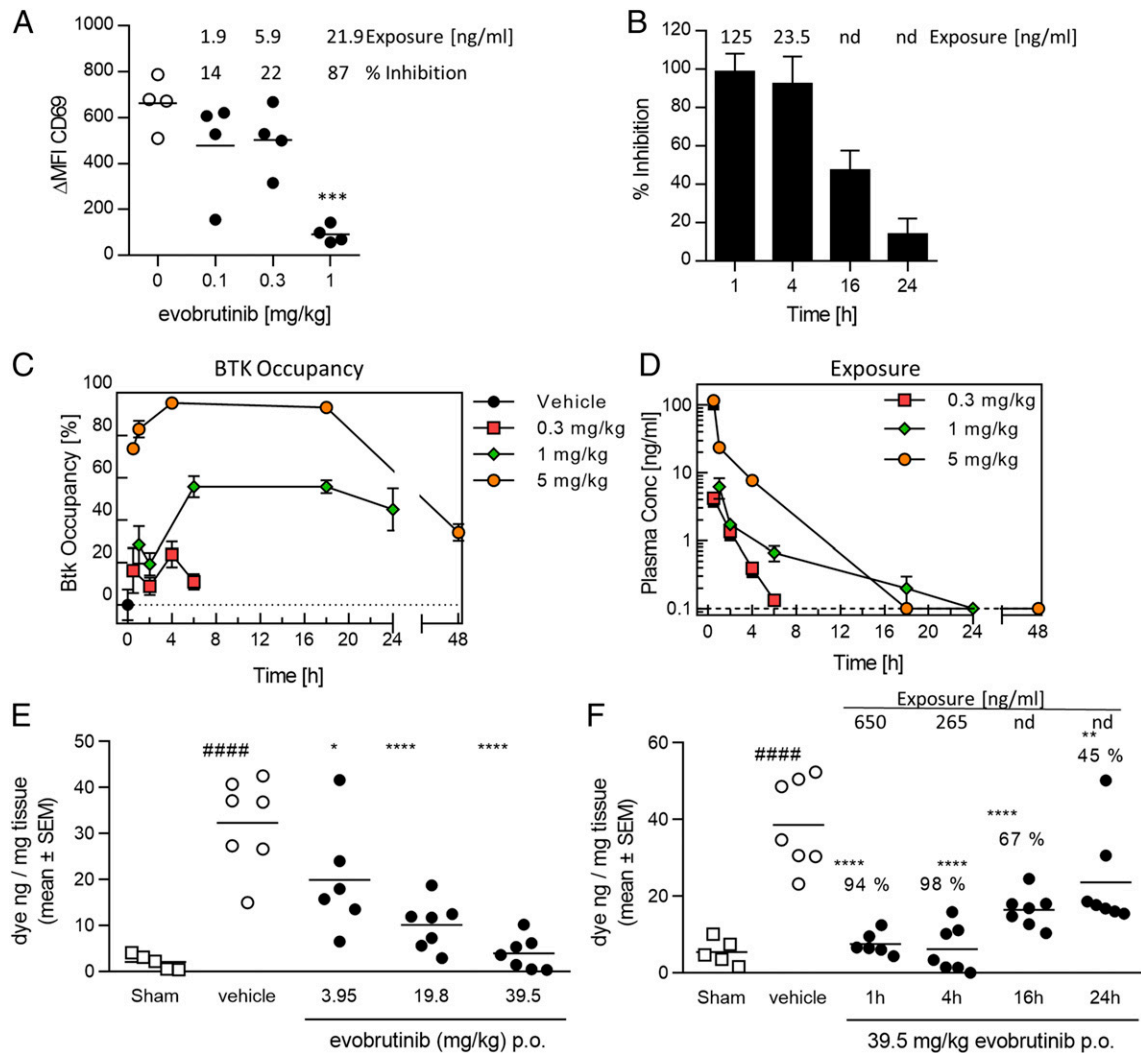 A
1000
800
600
400
200
0
ΔMFI CD69
1.9 5.9 21.9 Exposure [ng/ml]
14 22 87 % Inhibition
***
0 0.1 0.3 1
evobrutinib [mg/kg]
B
120
100
80
60
40
20
0
% Inhibition
125 23.5 nd nd Exposure [ng/ml]
1 4 16 24
Time [h]
C
BTK Occupancy
100
80
60
40
20
0
Btk Occupancy [%]
0 4 8 12 16 20 24 48
Time [h]
Vehicle
0.3 mg/kg
1 mg/kg
5 mg/kg
D
Exposure
100
10
1
0.1
Plasma Conc [ng/ml]
0.3 mg/kg
1 mg/kg
5 mg/kg
0 4 8 12 16 20 24 48
Time [h]
E
50
40
30
20
10
0
dye ng / mg tissue
(mean ± SEM)
#### * **** ****
Sham vehicle 3.95 19.8 39.5
evobrutinib (mg/kg) p.o.
F
Exposure [ng/ml]
650 265 nd nd
60
40
20
0
dye ng / mg tissue
(mean ± SEM)
####
****
94 %
****
98 %
****
67 %
**
45 %
Sham vehicle 1h 4h 16h 24h
39.5 mg/kg evobrutinib p.o.